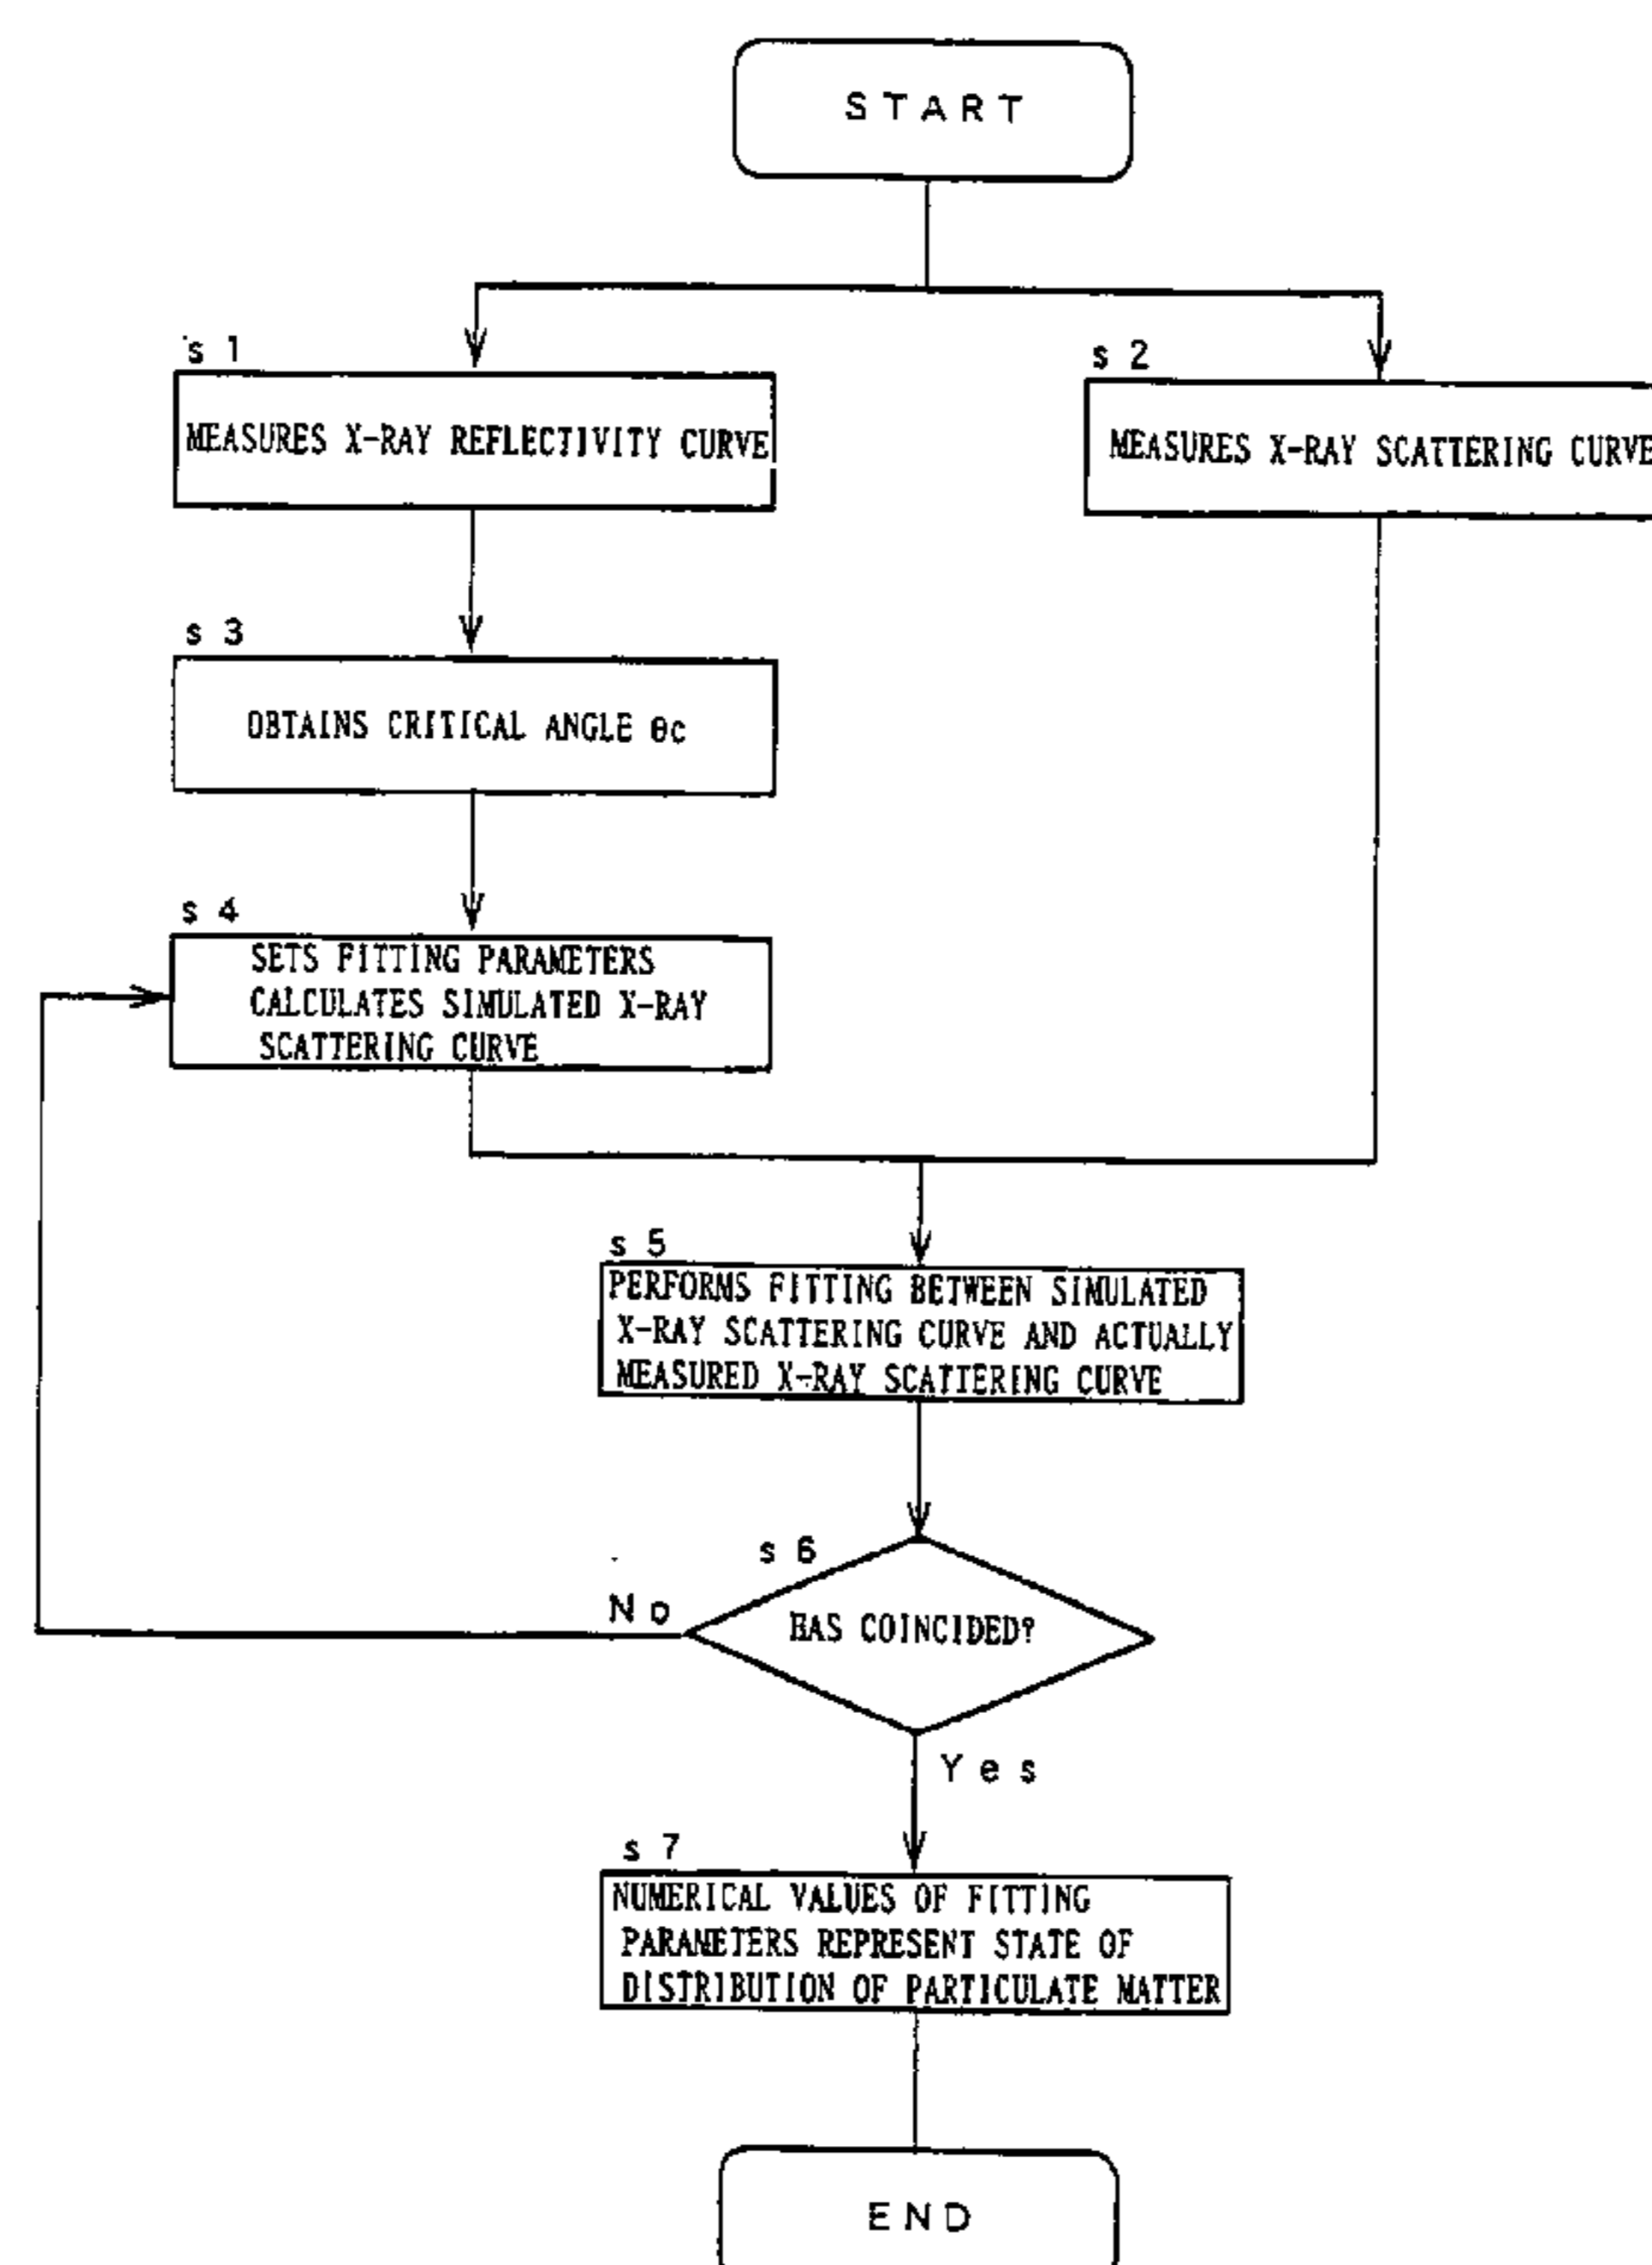 START
s 1
MEASURES X-RAY REFLECTIVITY CURVE
s 2
MEASURES X-RAY SCATTERING CURVE
s 3
OBTAINS CRITICAL ANGLE θc
s 4
SETS FITTING PARAMETERS
CALCULATES SIMULATED X-RAY
SCATTERING CURVE
s 5
PERFORMS FITTING BETWEEN SIMULATED
X-RAY SCATTERING CURVE AND ACTUALLY
MEASURED X-RAY SCATTERING CURVE
s 6
No
HAS COINCIDED?
Yes
s 7
NUMERICAL VALUES OF FITTING
PARAMETERS REPRESENT STATE OF
DISTRIBUTION OF PARTICULATE MATTER
END